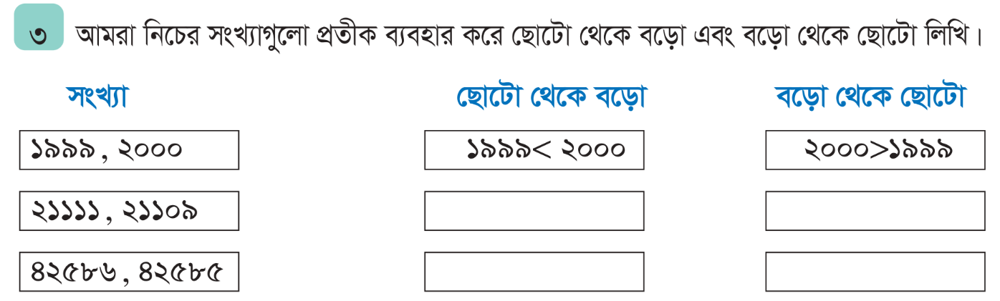 ৩ আমরা নিচের সংখ্যাগুলো প্রতীক ব্যবহার করে ছোটো থেকে বড়ো এবং বড়ো থেকে ছোটো লিখি।
সংখ্যা ছোটো থেকে বড়ো বড়ো থেকে ছোটো
১৯৯৯, ২০০০ ১৯৯৯< ২০০০ ২০০০>১৯৯৯
২১১১১, ২১১০৯
৪২৫৮৬, ৪২৫৮৫